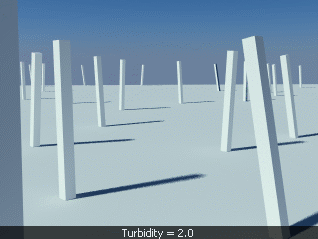 Turbidity = 2.0